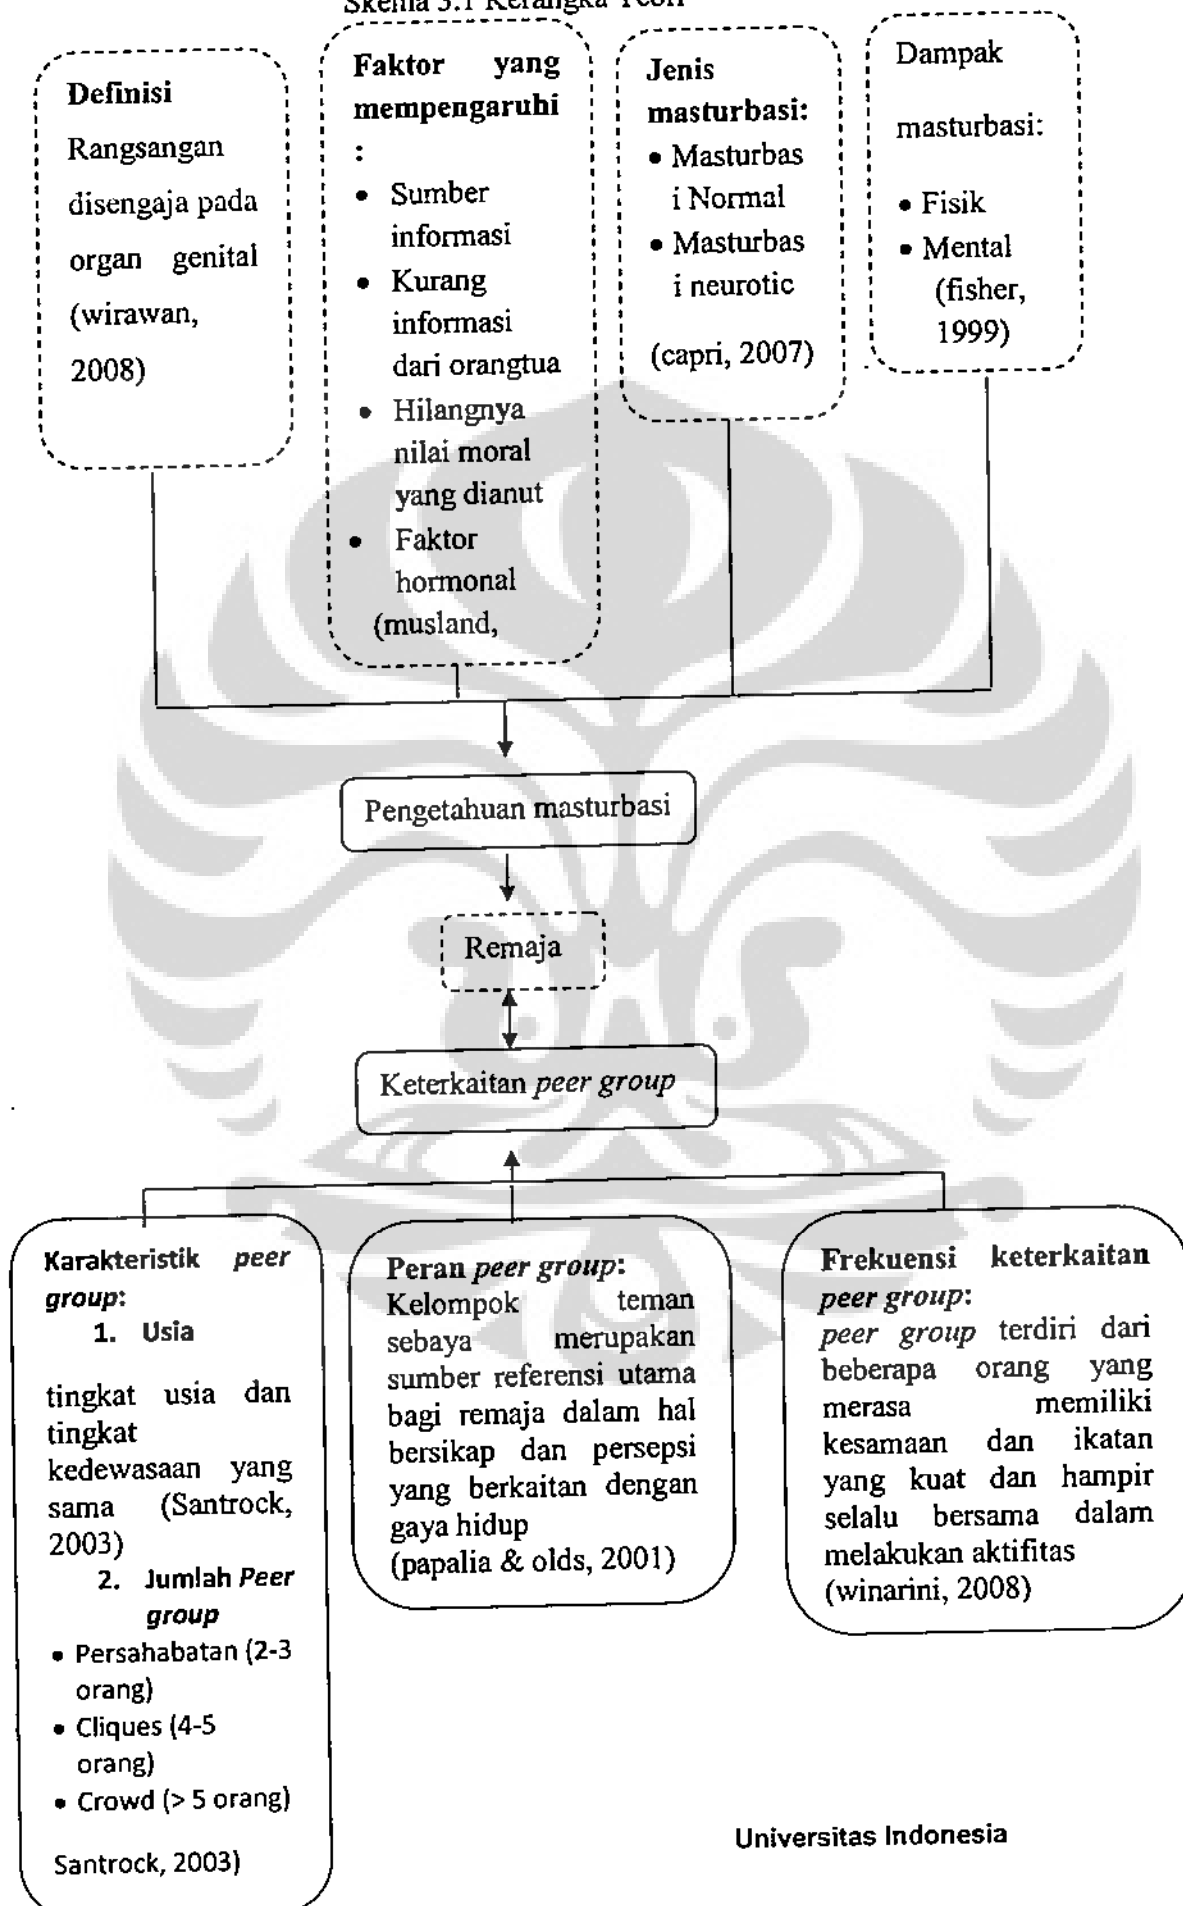 Skema 3.1 Kerangka Teori
Definisi
Rangsangan
disengaja pada
organ genital
(wirawan,
2008)
Faktor yang
mempengaruhi
:
• Sumber
informasi
• Kurang
informasi
dari orangtua
• Hilangnya
nilai moral
yang dianut
• Faktor
hormonal
(musland,
Jenis
masturbasi:
• Masturbas
i Normal
• Masturbas
i neurotic
(capri, 2007)
Dampak
masturbasi:
• Fisik
• Mental
(fisher,
1999)
Pengetahuan masturbasi
Remaja
Keterkaitan peer group
Karakteristik peer
group:
1. Usia
tingkat usia dan
tingkat
kedewasaan yang
sama (Santrock,
2003)
2. Jumlah Peer
group
• Persahabatan (2-3
orang)
• Cliques (4-5
orang)
• Crowd (> 5 orang)
Santrock, 2003)
Peran peer group:
Kelompok teman
sebaya merupakan
sumber referensi utama
bagi remaja dalam hal
bersikap dan persepsi
yang berkaitan dengan
gaya hidup
(papalia & olds, 2001)
Frekuensi keterkaitan
peer group:
peer group terdiri dari
beberapa orang yang
merasa memiliki
kesamaan dan ikatan
yang kuat dan hampir
selalu bersama dalam
melakukan aktifitas
(winarini, 2008)
Universitas Indonesia